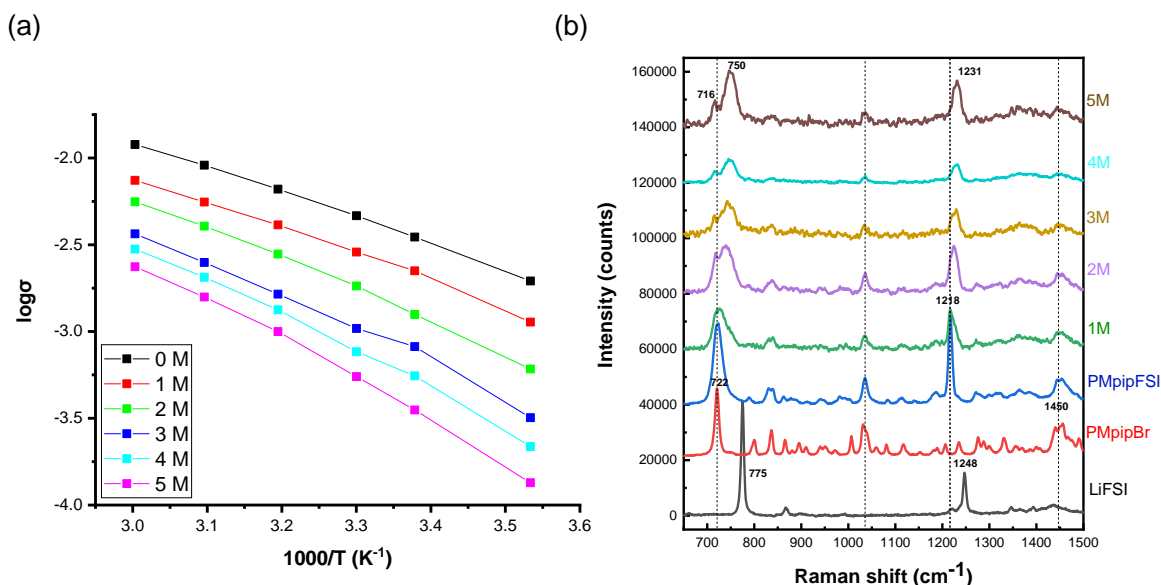 (a)
logσ
-2.0
-2.5
-3.0
-3.5
-4.0
0 M
1 M
2 M
3 M
4 M
5 M
3.0 3.1 3.2 3.3 3.4 3.5 3.6
1000/T (K⁻¹)
(b)
Intensity (counts)
160000
140000
120000
100000
80000
60000
40000
20000
0
716
750
1231
5M
4M
3M
2M
1218
1M
722
PMpipFSI
1450
PMpipBr
775
1248
LiFSI
700 800 900 1000 1100 1200 1300 1400 1500
Raman shift (cm⁻¹)